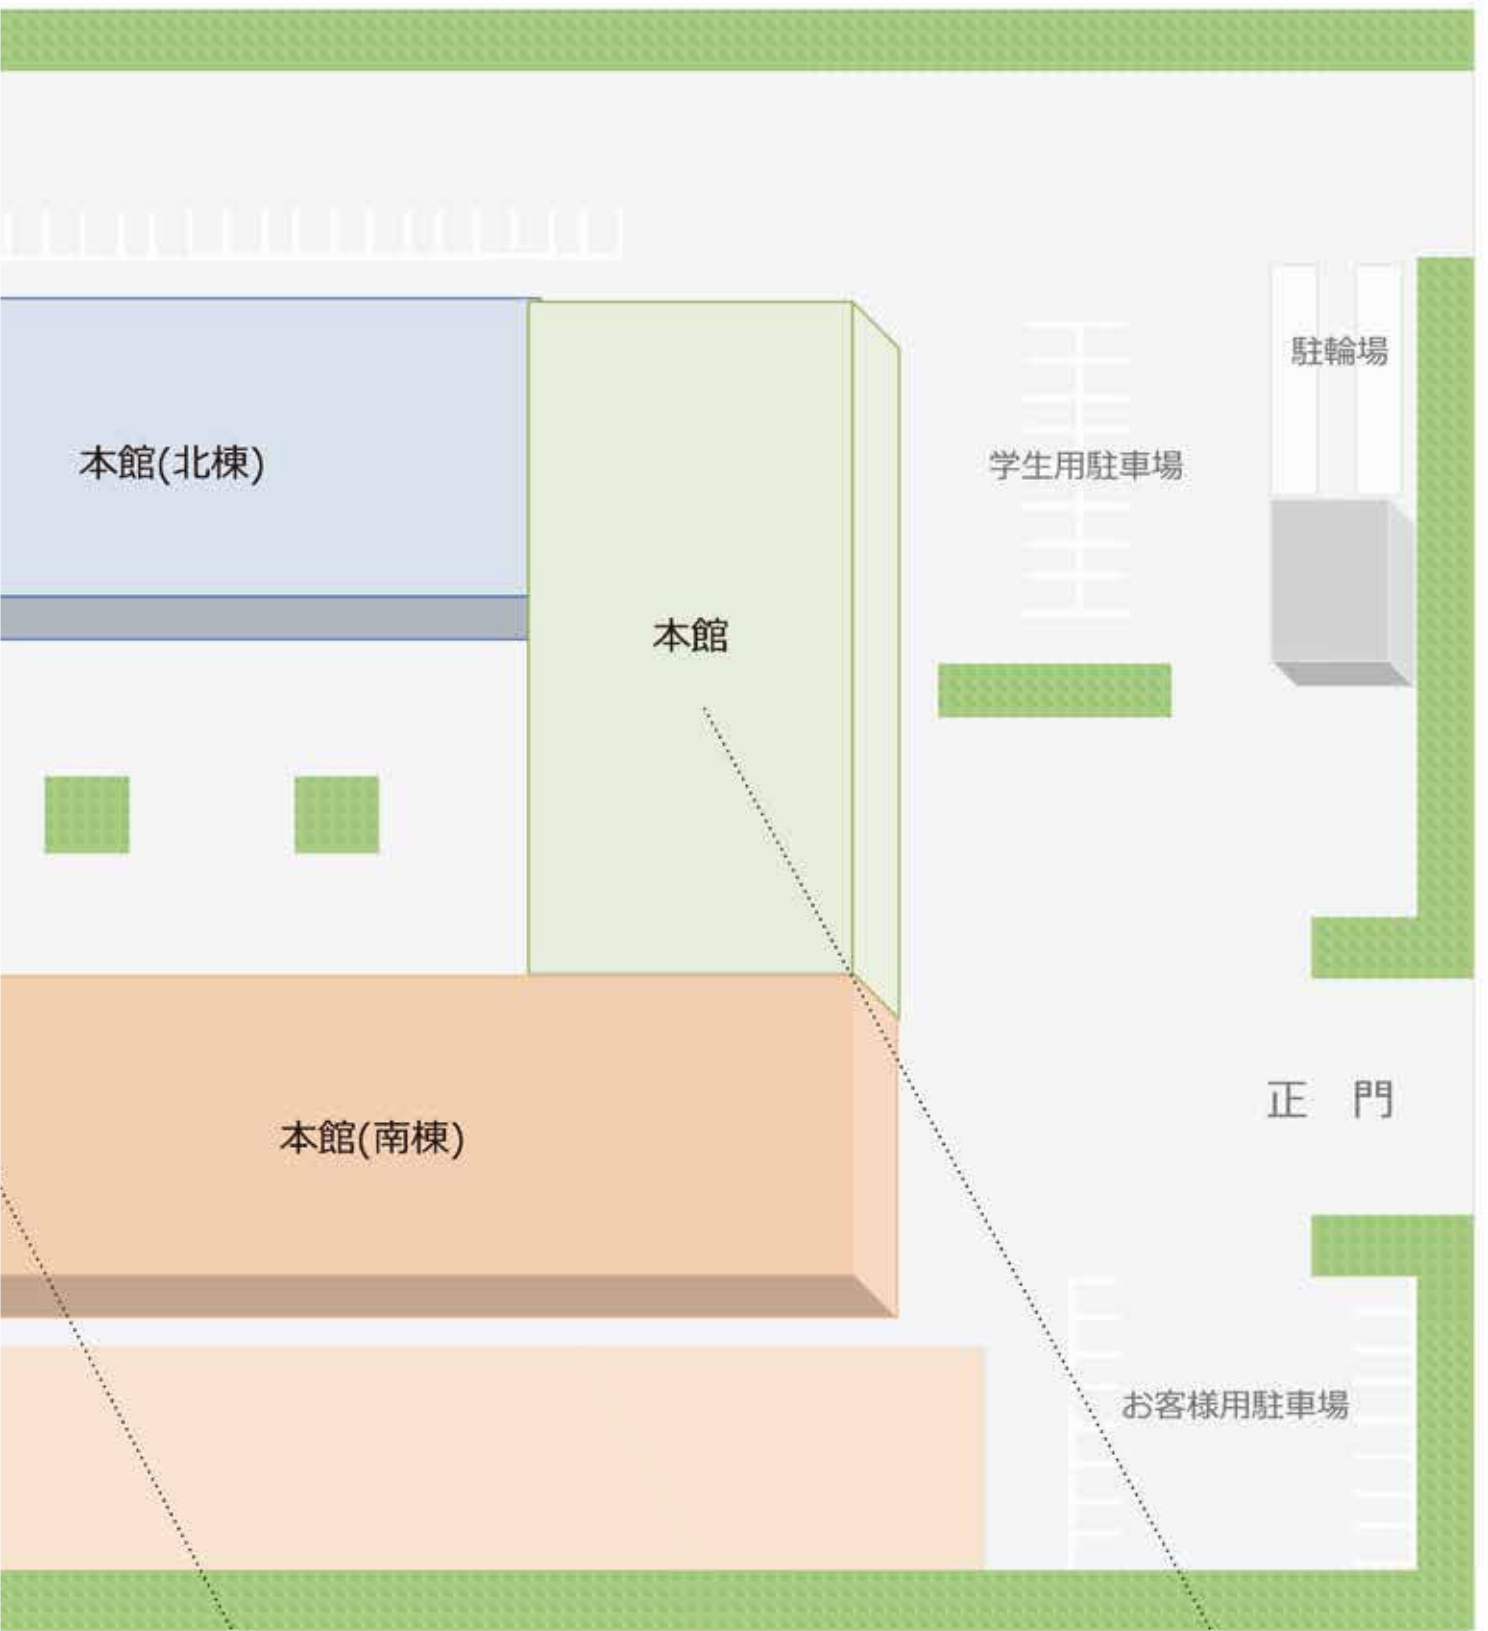 駐輪場
本館(北棟)
学生用駐車場
本館
正　門
本館(南棟)
お客様用駐車場